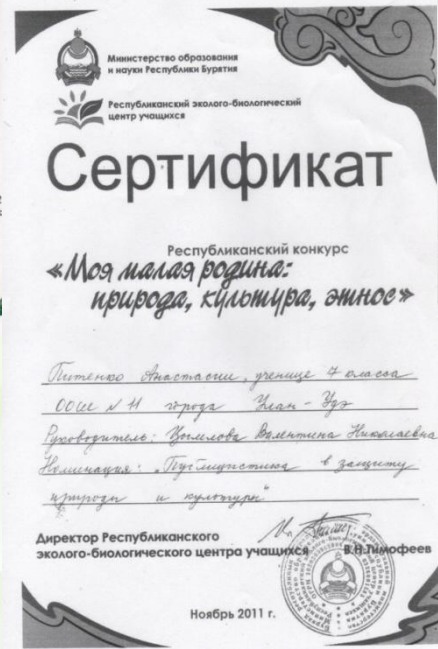 Министерство образования
и науки Республики Бурятия
Республиканский эколого-биологический
центр учащихся
Сертификат
Республиканский конкурс
«Моя малая родина:
природа, культура, этнос»
Питенко Анастасии, ученице 7 класса
ООШ № 11 города Улан-Удэ
Руководитель: Валентина Николаевна
Номинация: „Публицистика в защиту
природы и культуры"
Директор Республиканского
эколого-биологического центра учащихся В.Н.Тимофеев
Ноябрь 2011 г.